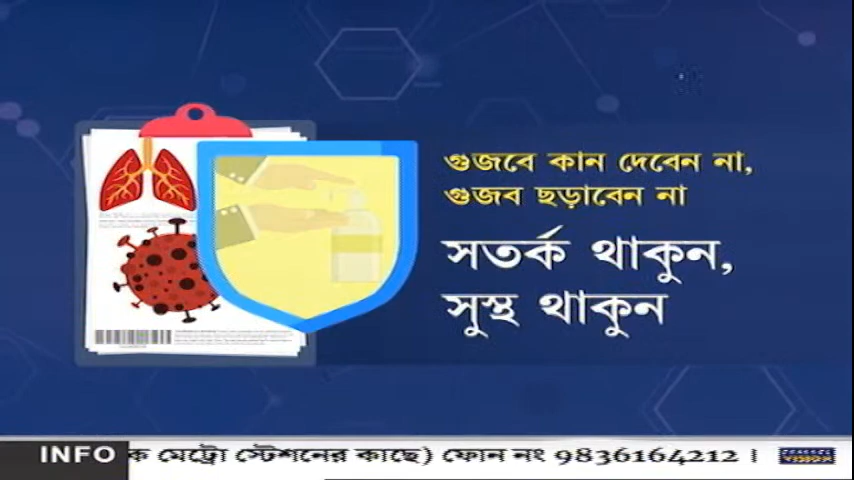 গুজবে কান দেবেন না,
গুজব ছড়াবেন না
সতর্ক থাকুন,
সুস্থ থাকুন
INFO
ক মেট্রো স্টেশনের কাছে) ফোন নং 9836164212 ।